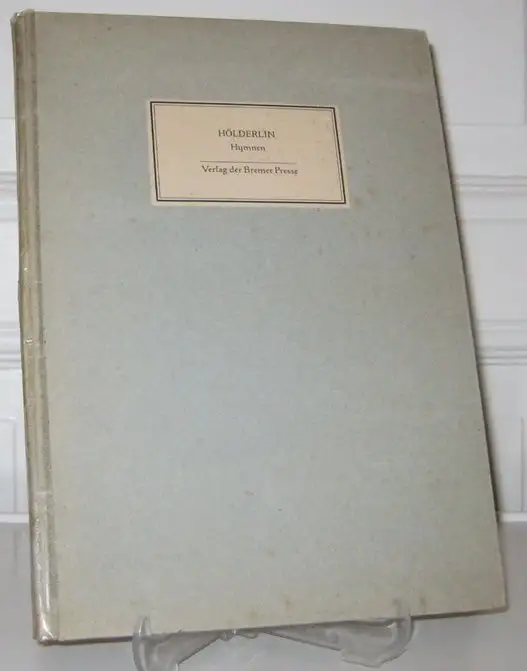 HÖLDERLIN
Hymnen
Verlag der Bremer Presse